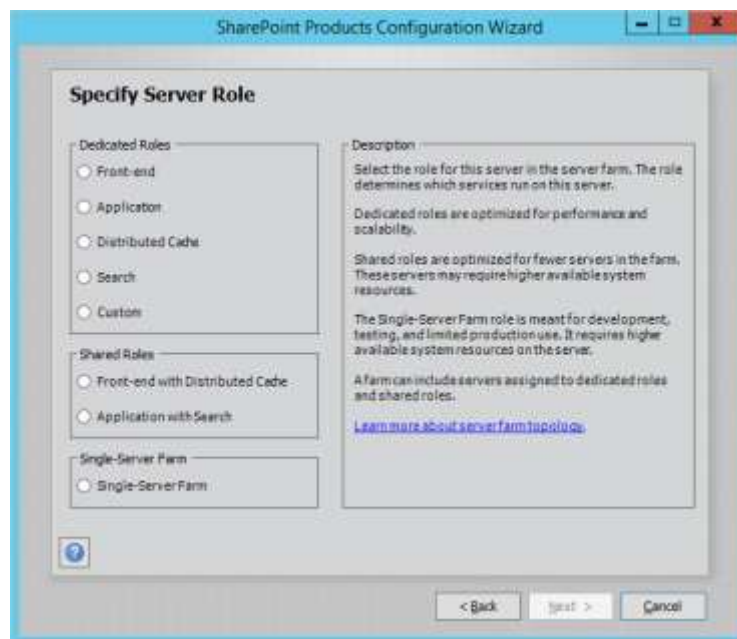 SharePoint Products Configuration Wizard
Specify Server Role
Dedicated Roles
Front-end
Application
Distributed Cache
Search
Custom
Shared Roles
Front-end with Distributed Cache
Application with Search
Single-Server Farm
Single-Server Farm
Description
Select the role for this server in the server farm. The role
determines which services run on this server.
Dedicated roles are optimized for performance and
scalability.
Shared roles are optimized for fewer servers in the farm.
These servers may require higher available system
resources.
The Single-Server Farm role is meant for development,
testing, and limited production use. It requires higher
available system resources on the server.
A farm can include servers assigned to dedicated roles
and shared roles.
Learn more about server farm topology.
< Back
Next >
Cancel